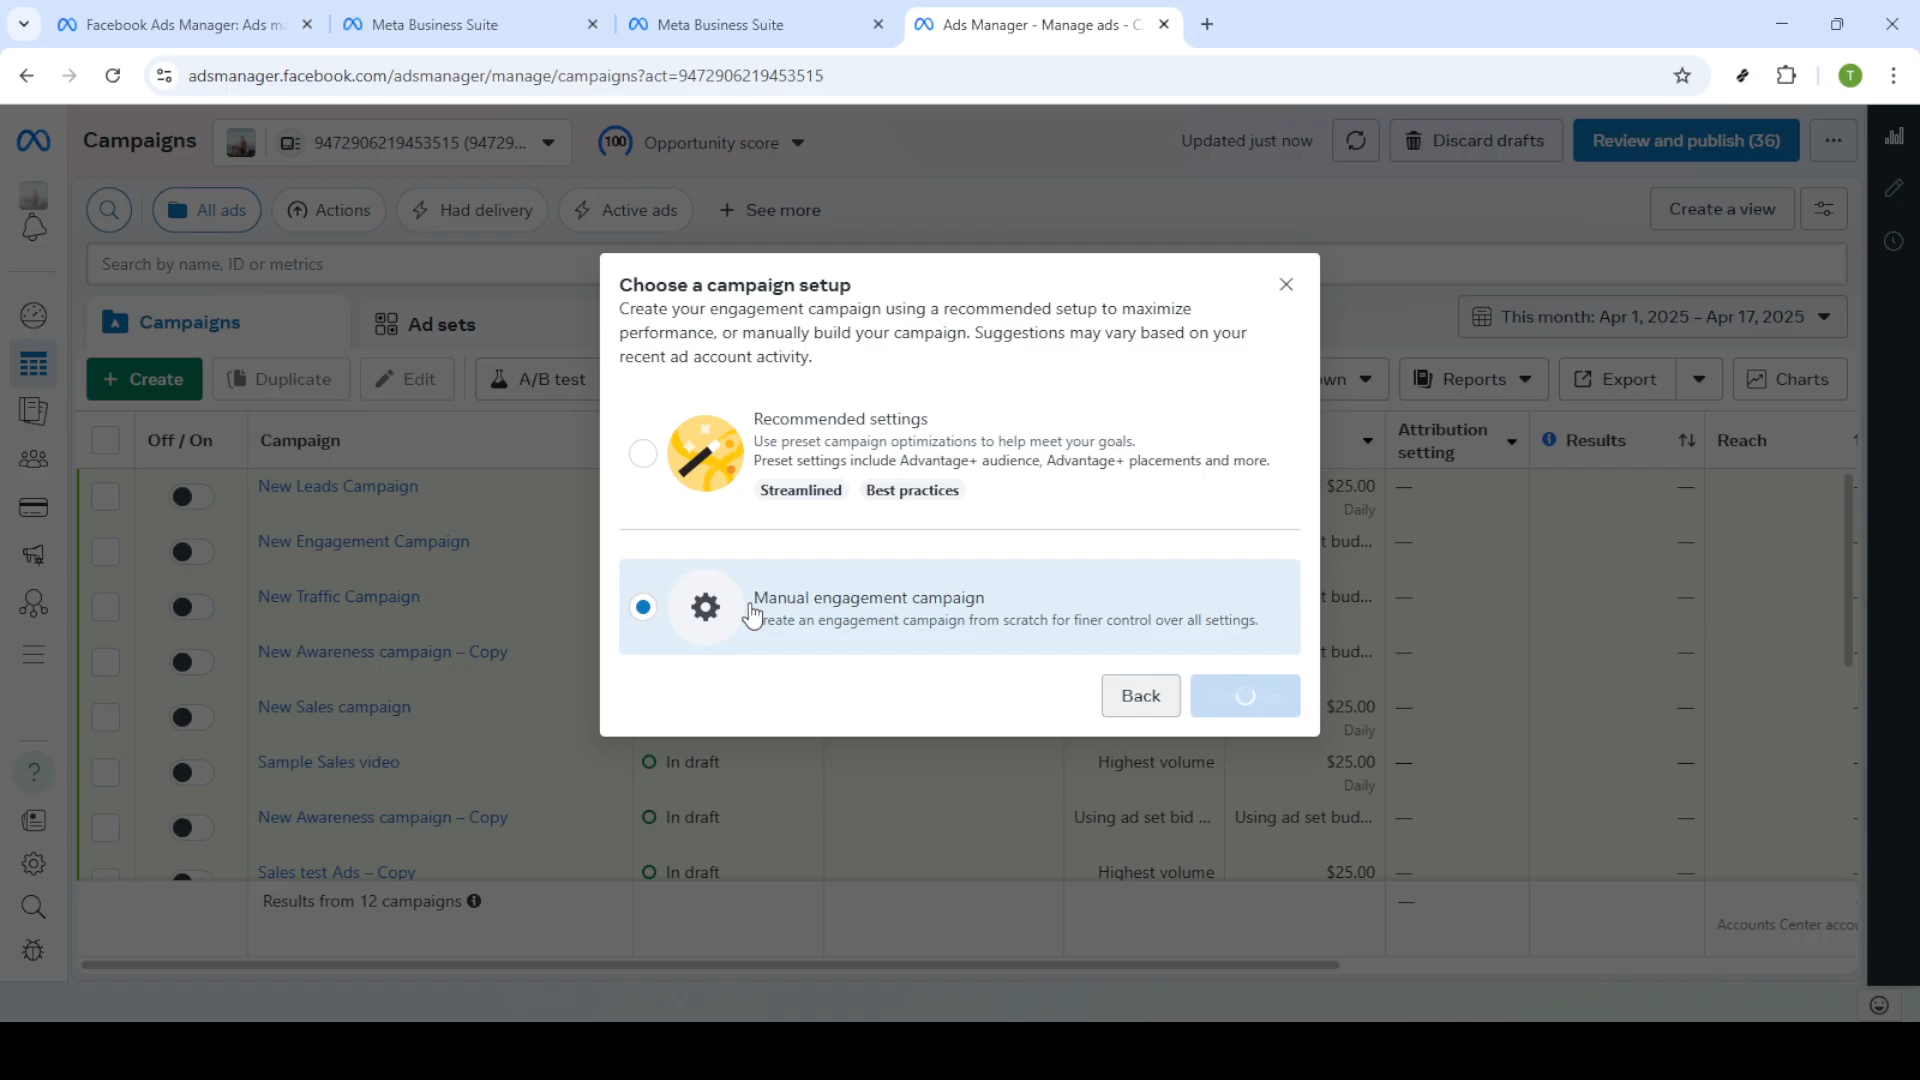 Facebook Ads Manager: Ads ma
Meta Business Suite
Meta Business Suite
Ads Manager - Manage ads - C
adsmanager.facebook.com/adsmanager/manage/campaigns?act=9472906219453515
T
Campaigns
9472906219453515 (94729...
100
Opportunity score
Updated just now
Discard drafts
Review and publish (36)
All ads
Actions
Had delivery
Active ads
+ See more
Create a view
Search by name, ID or metrics
Campaigns
Ad sets
This month: Apr 1, 2025 – Apr 17, 2025
+ Create
Duplicate
Edit
A/B test
own
Reports
Export
Charts
Off / On
Campaign
Attribution
setting
Results
Reach
New Leads Campaign
$25.00 —
—
Daily
New Engagement Campaign
t bud... —
—
New Traffic Campaign
t bud... —
—
New Awareness campaign – Copy
t bud... —
—
New Sales campaign
$25.00 —
—
Daily
Sample Sales video
In draft
Highest volume
$25.00 —
—
Daily
New Awareness campaign – Copy
In draft
Using ad set bid ...
Using ad set bud... —
—
Sales test Ads – Copy
In draft
Highest volume
$25.00 —
—
Results from 12 campaigns
—
Accounts Center accou
Choose a campaign setup
Create your engagement campaign using a recommended setup to maximize
performance, or manually build your campaign. Suggestions may vary based on your
recent ad account activity.
Recommended settings
Use preset campaign optimizations to help meet your goals.
Preset settings include Advantage+ audience, Advantage+ placements and more.
Streamlined
Best practices
Manual engagement campaign
reate an engagement campaign from scratch for finer control over all settings.
Back